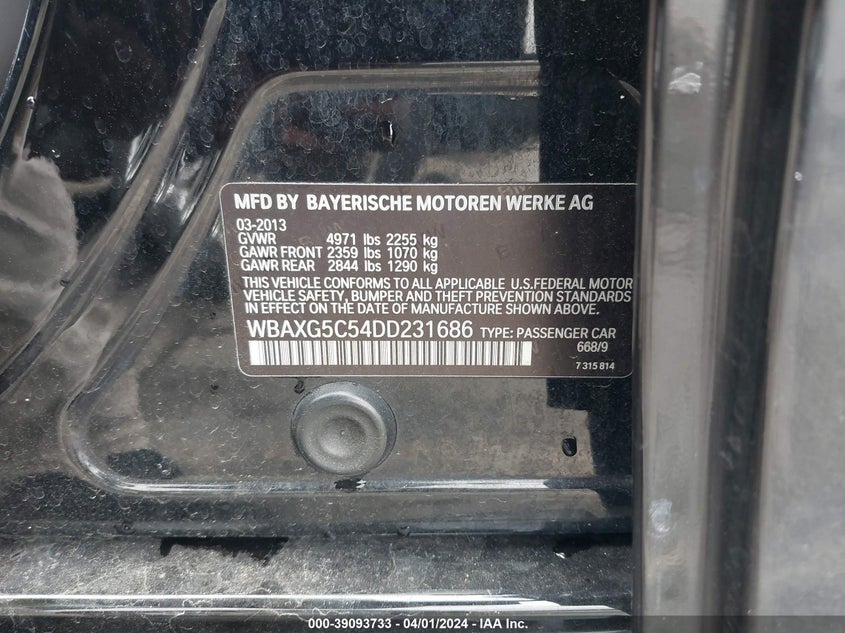 MFD BY BAYERISCHE MOTOREN WERKE AG
03-2013
GVWR 4971 lbs 2255 kg
GAWR FRONT 2359 lbs 1070 kg
GAWR REAR 2844 lbs 1290 kg
THIS VEHICLE CONFORMS TO ALL APPLICABLE U.S.FEDERAL MOTOR
VEHICLE SAFETY, BUMPER AND THEFT PREVENTION STANDARDS
IN EFFECT ON THE DATE OF MANUFACTURE SHOWN ABOVE.
WBAXG5C54DD231686 TYPE: PASSENGER CAR
668/9
7 315 814
000-39093733 - 04/01/2024 - IAA Inc.